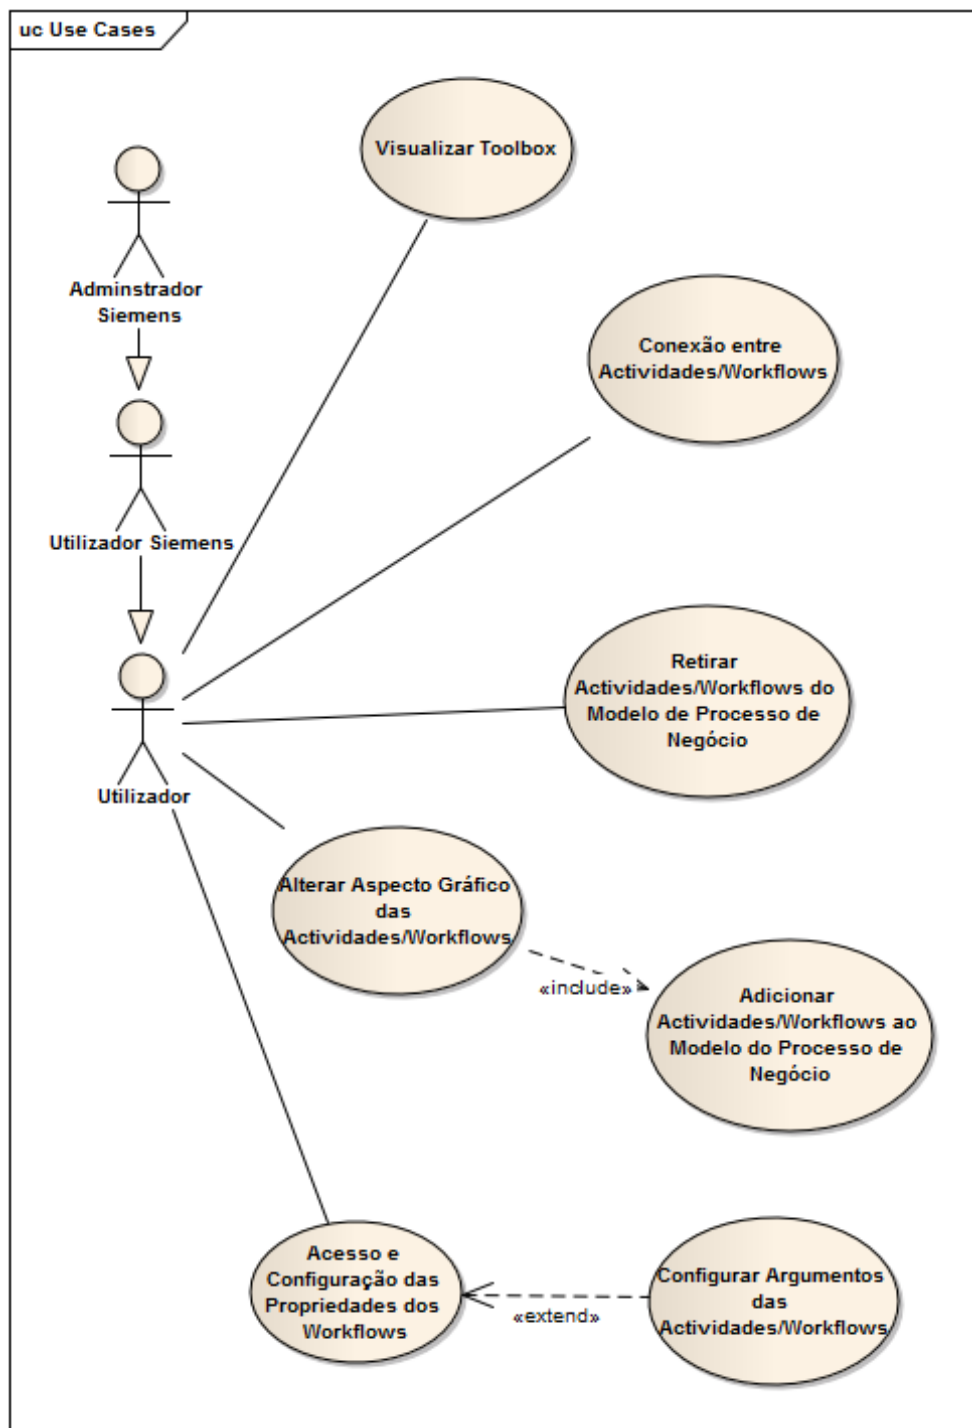 uc Use Cases
Visualizar Toolbox
Adminstrador
Siemens
Conexão entre
Actividades/Workflows
Utilizador Siemens
Retirar
Actividades/Workflows do
Modelo de Processo de
Negócio
Utilizador
Alterar Aspecto Gráfico
das
Actividades/Workflows
«include»
Adicionar
Actividades/Workflows ao
Modelo do Processo de
Negócio
Acesso e
Configuração das
Propriedades dos
Workflows
«extend»
Configurar Argumentos
das
Actividades/Workflows